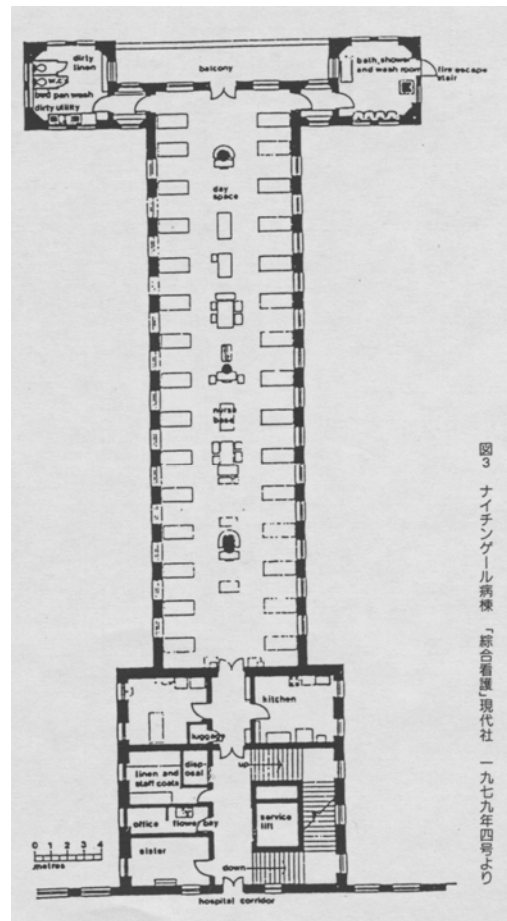 dirty
linen
w.c.s
bed pan wash
dirty utility
balcony
bath, shower
and wash room
fire escape
stair
day
space
nurse
base
kitchen
luggage
up
linen and
staff coats
disp-
osal
office
flower bay
service
lift
sister
down
hospital corridor
0 1 2 3 4
metres
図3　ナイチンゲール病棟　「綜合看護」現代社　一九七九年四号より